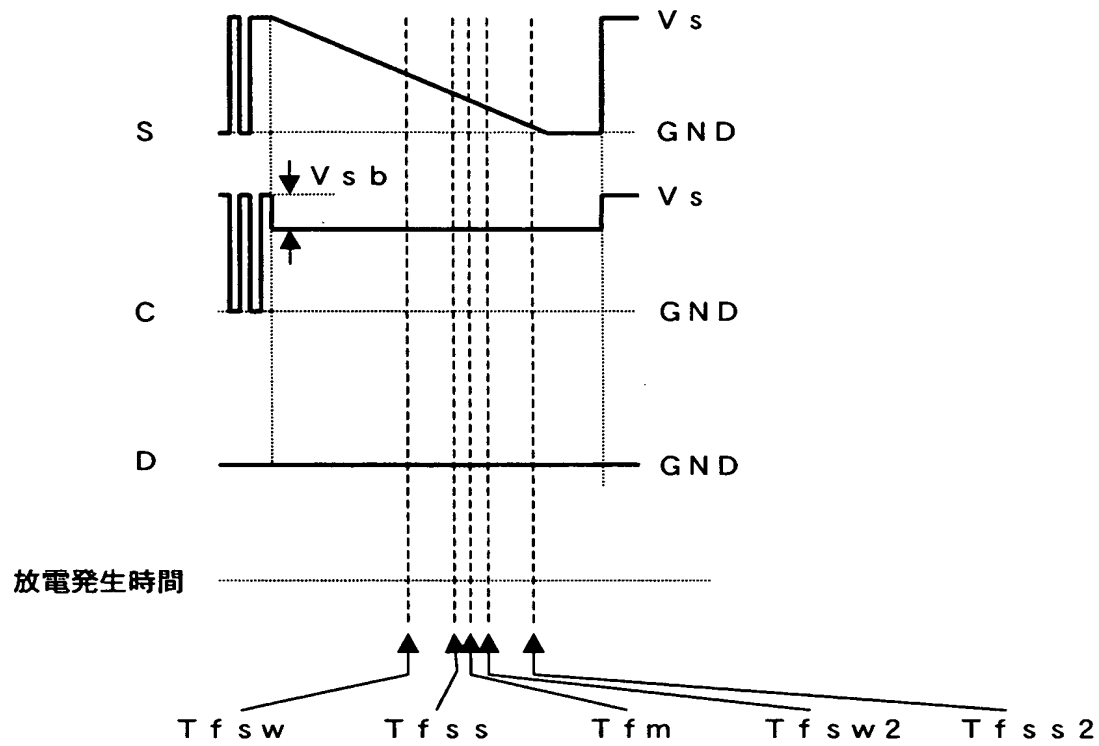 Vs
S GND
Vsb
Vs
C GND
D GND
放電発生時間
Tfsw Tfss Tfm Tfsw2 Tfss2